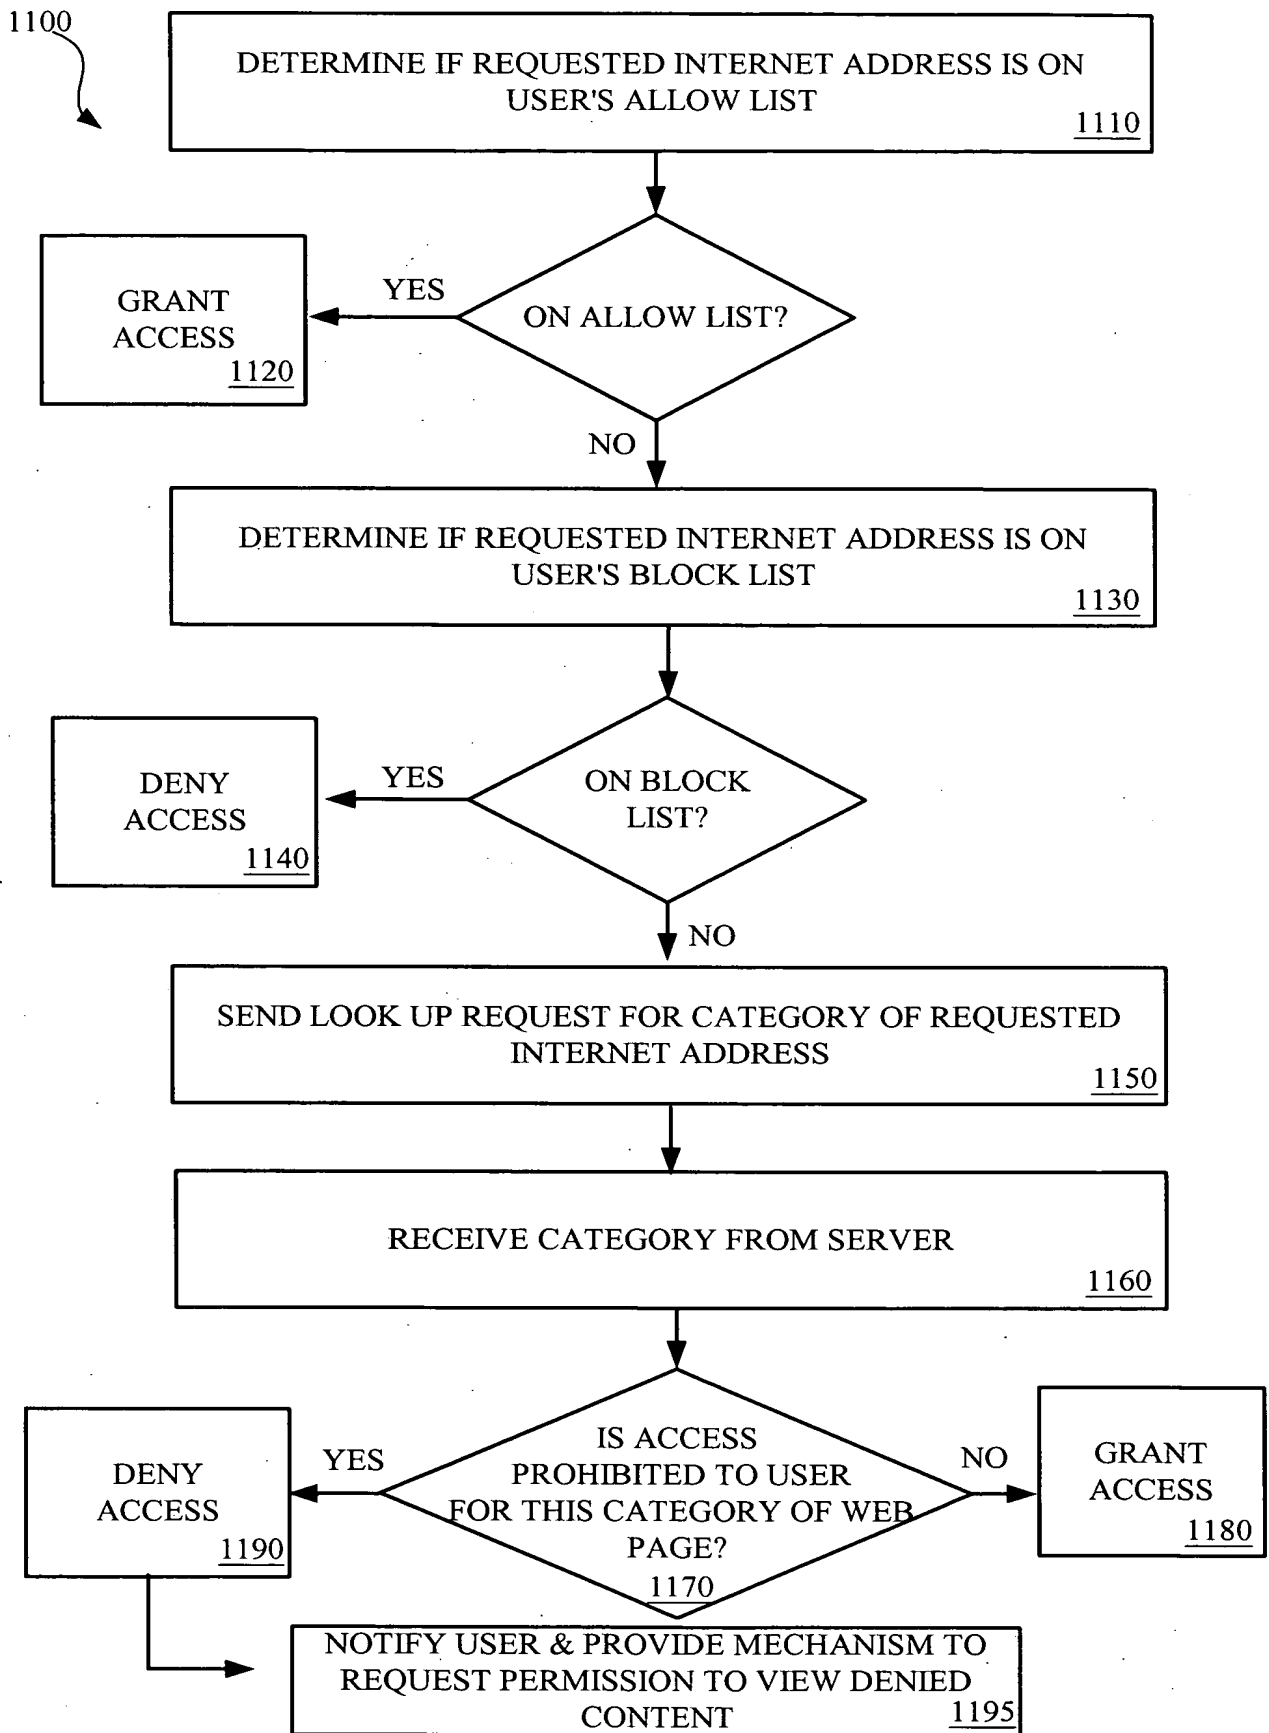 1100
DETERMINE IF REQUESTED INTERNET ADDRESS IS ON
USER'S ALLOW LIST
1110
GRANT
ACCESS
1120
YES
ON ALLOW LIST?
NO
DETERMINE IF REQUESTED INTERNET ADDRESS IS ON
USER'S BLOCK LIST
1130
DENY
ACCESS
1140
YES
ON BLOCK
LIST?
NO
SEND LOOK UP REQUEST FOR CATEGORY OF REQUESTED
INTERNET ADDRESS
1150
RECEIVE CATEGORY FROM SERVER
1160
DENY
ACCESS
1190
YES
IS ACCESS
PROHIBITED TO USER
FOR THIS CATEGORY OF WEB
PAGE?
1170
NO
GRANT
ACCESS
1180
NOTIFY USER & PROVIDE MECHANISM TO
REQUEST PERMISSION TO VIEW DENIED
CONTENT
1195